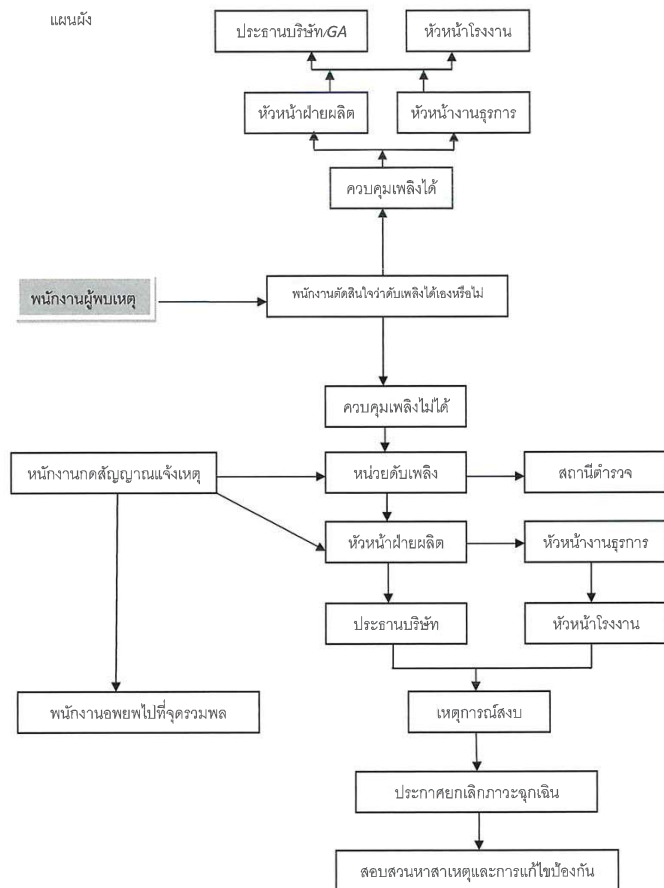 แผนผัง
ประธานบริษัท/GA
หัวหน้าโรงงาน
หัวหน้าฝ่ายผลิต
หัวหน้างานธุรการ
ควบคุมเพลิงได้
พนักงานผู้พบเหตุ
พนักงานตัดสินใจว่าดับเพลิงได้เองหรือไม่
ควบคุมเพลิงไม่ได้
หนักงานกดสัญญาณแจ้งเหตุ
หน่วยดับเพลิง
สถานีตำรวจ
หัวหน้าฝ่ายผลิต
หัวหน้างานธุรการ
ประธานบริษัท
หัวหน้าโรงงาน
พนักงานอพยพไปที่จุดรวมพล
เหตุการณ์สงบ
ประกาศยกเลิกภาวะฉุกเฉิน
สอบสวนหาสาเหตุและการแก้ไขป้องกัน